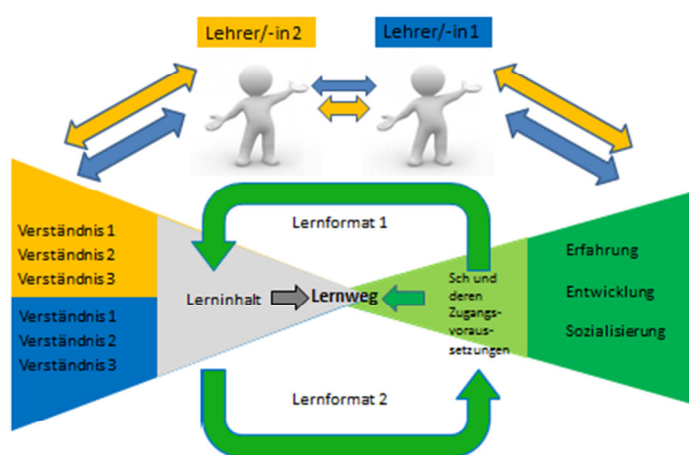 Lehrer/-in 2
Lehrer/-in 1
Lernformat 1
Verständnis 1
Verständnis 2
Verständnis 3
Verständnis 1
Verständnis 2
Verständnis 3
Lerninhalt
Lernweg
Sch und
deren
Zugangs-
voraus-
setzungen
Erfahrung
Entwicklung
Sozialisierung
Lernformat 2